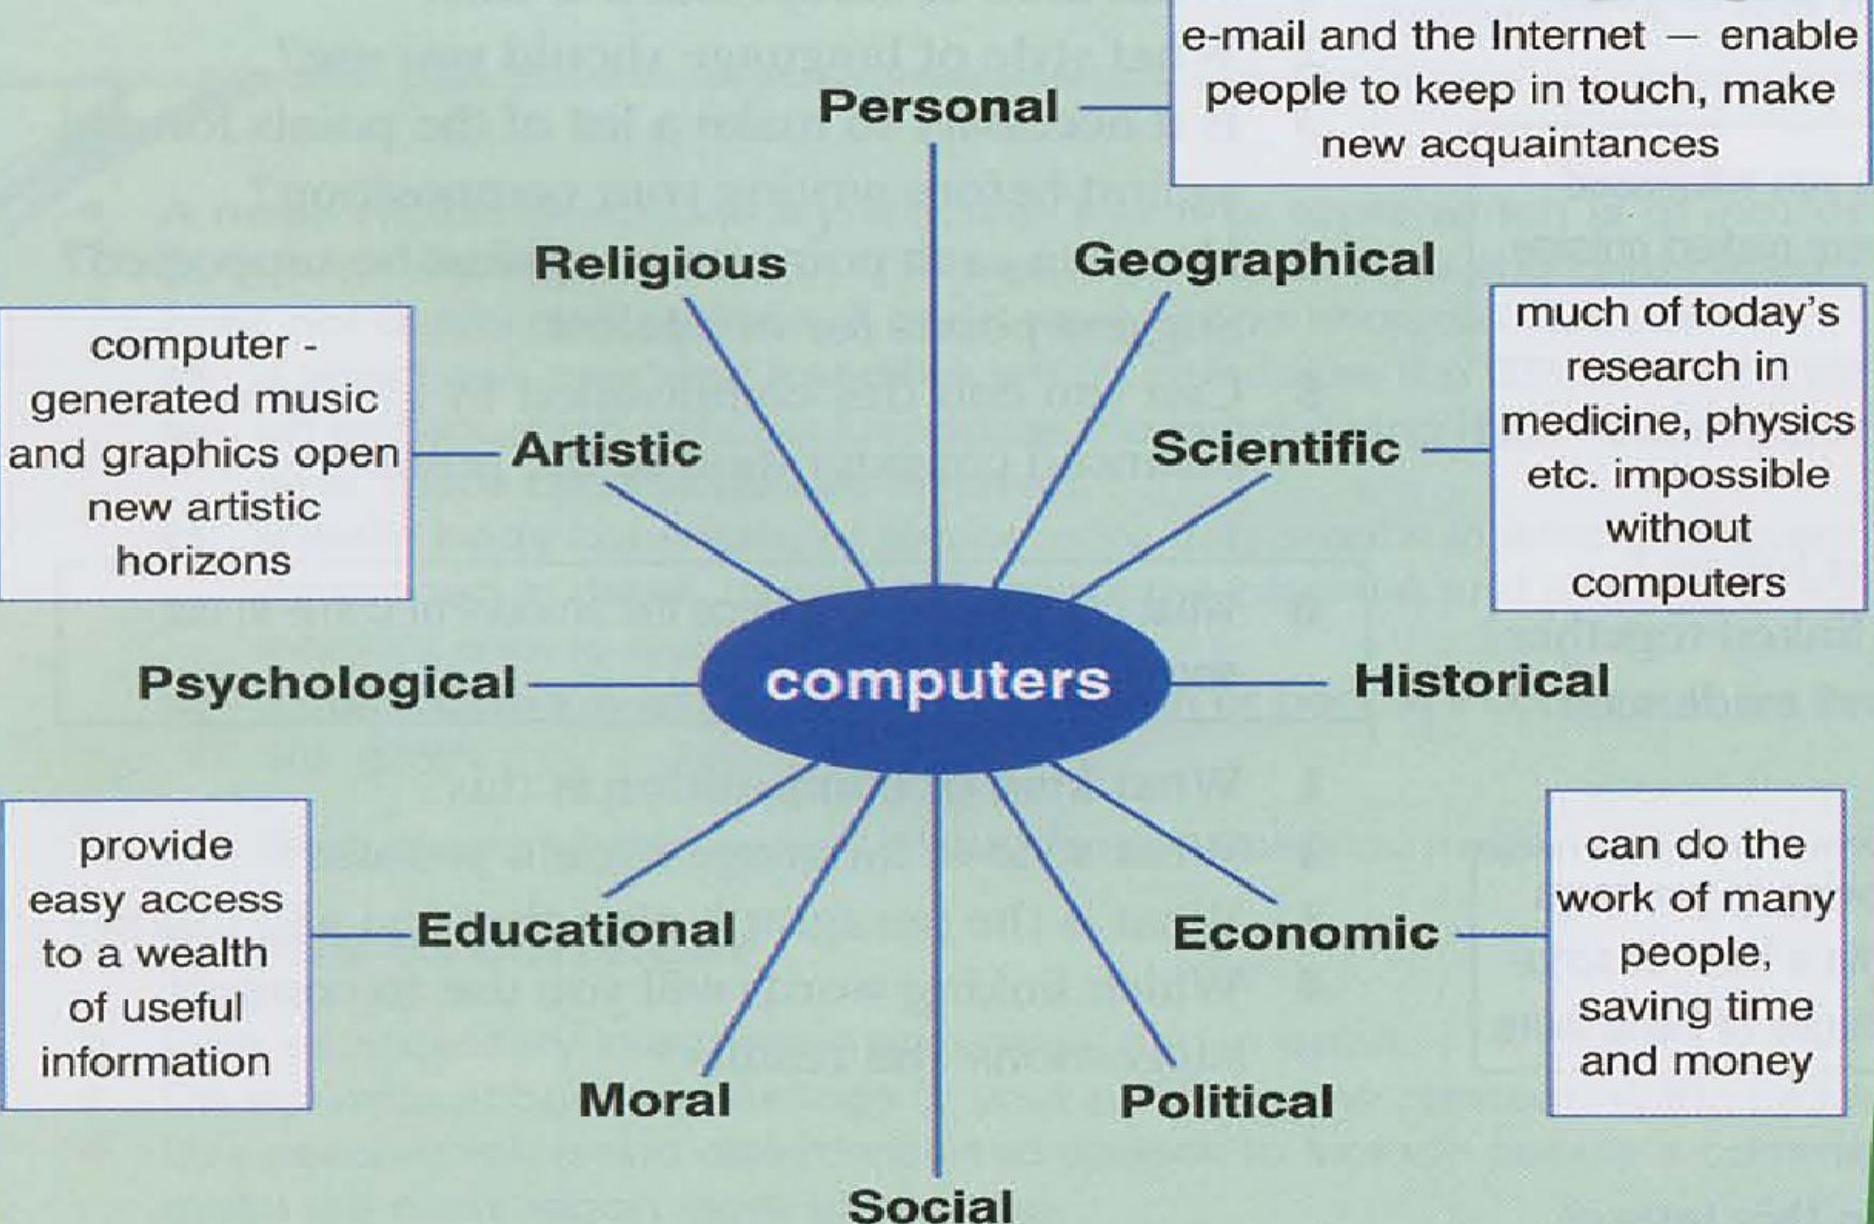 e-mail and the Internet — enable
people to keep in touch, make
new acquaintances
Personal
Religious
Geographical
computer -
generated music
and graphics open
new artistic
horizons
Artistic
Scientific
much of today's
research in
medicine, physics
etc. impossible
without
computers
Psychological
computers
Historical
provide
easy access
to a wealth
of useful
information
Educational
Economic
can do the
work of many
people,
saving time
and money
Moral
Political
Social